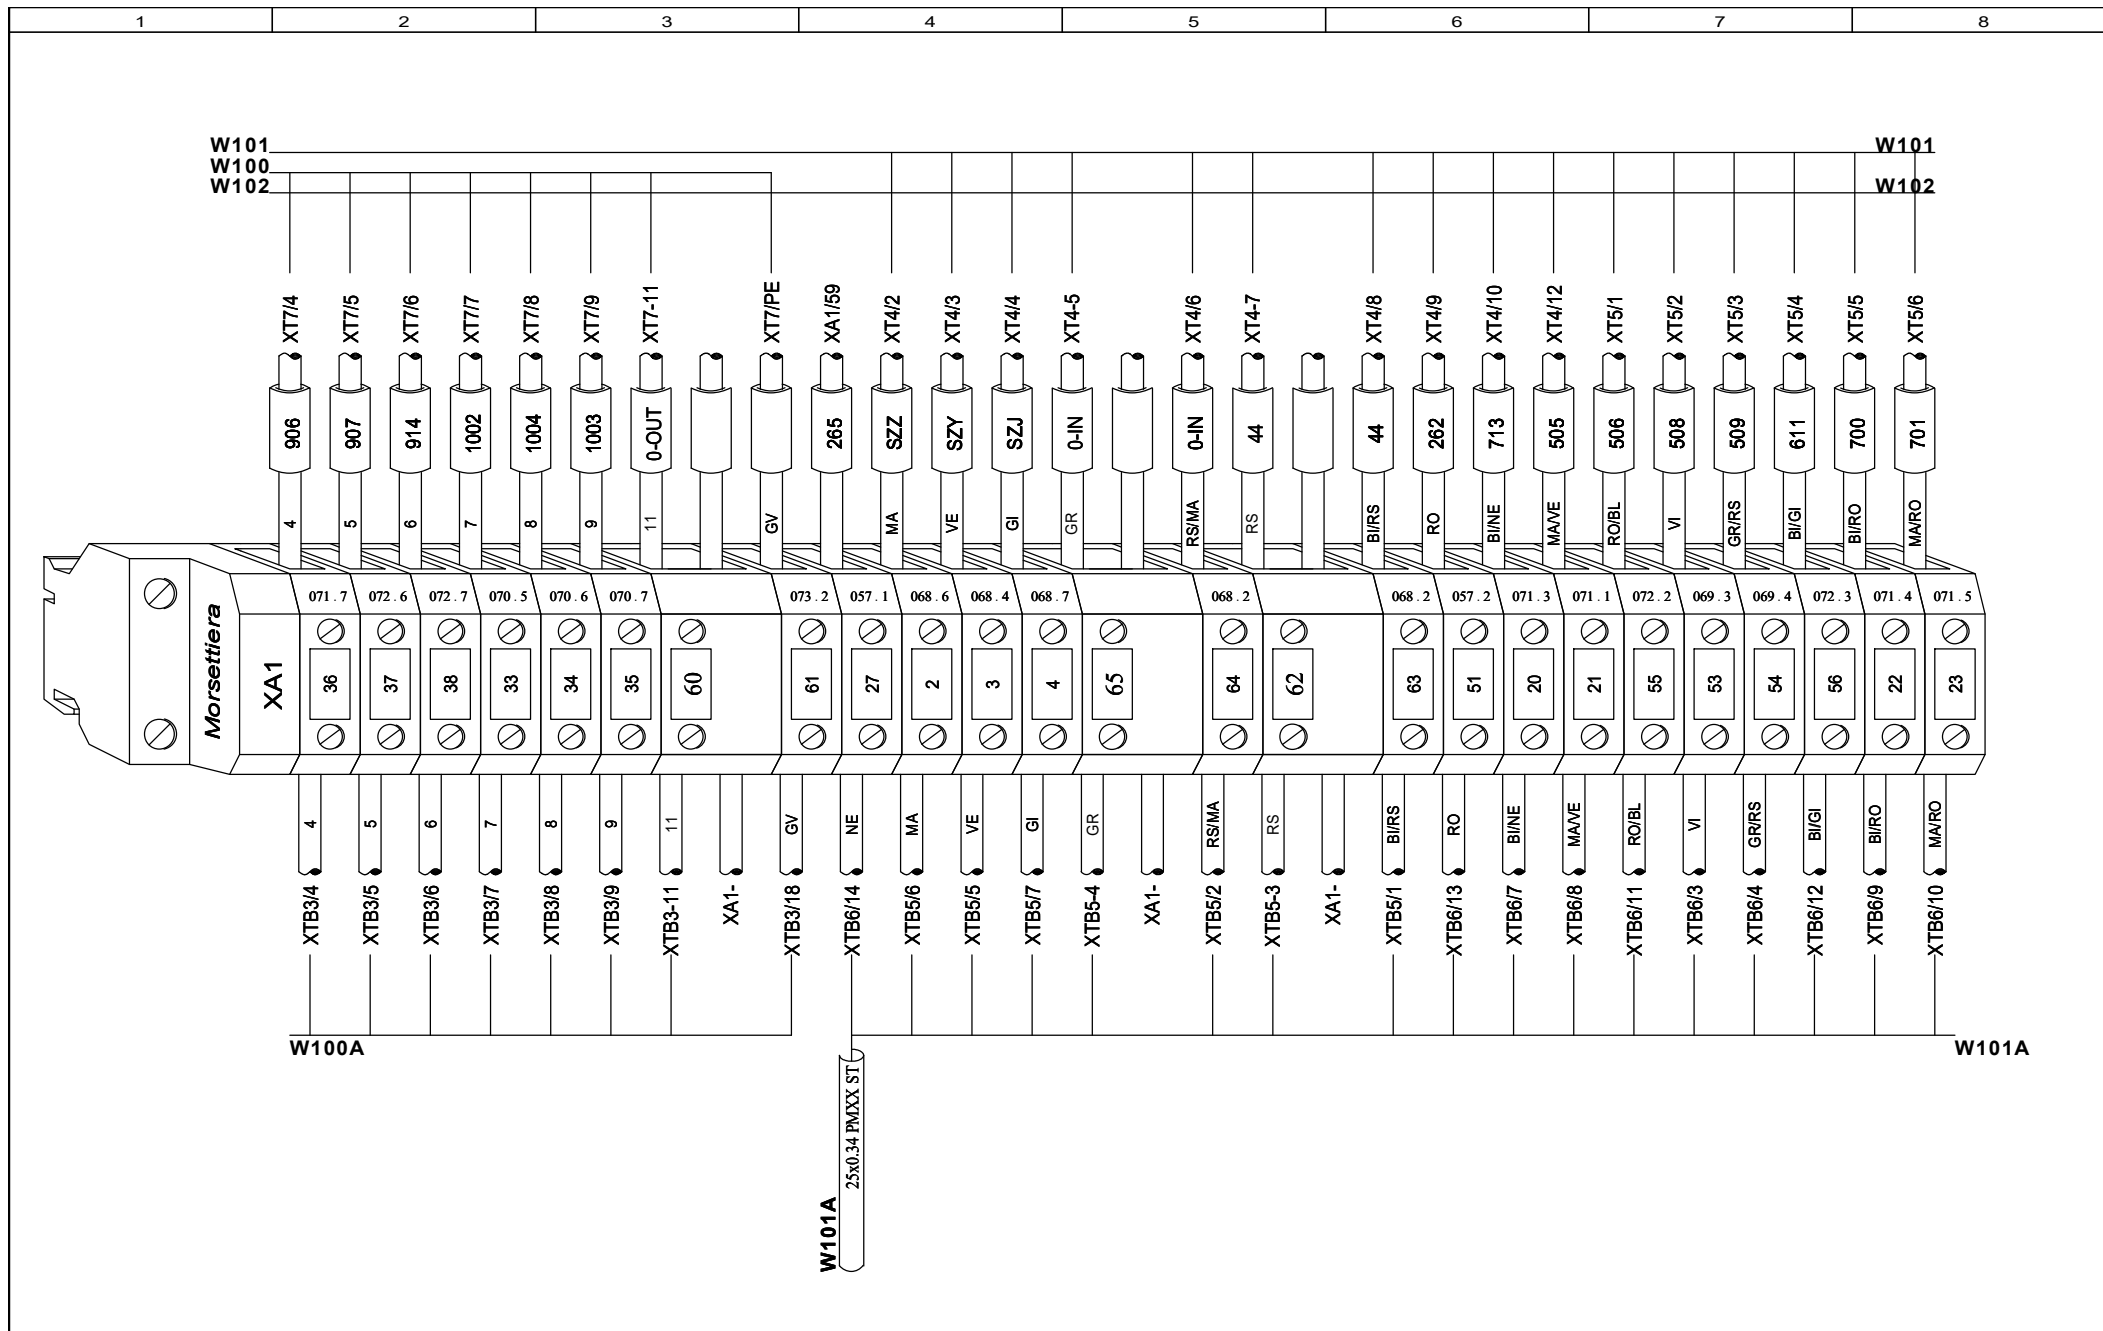 1 2 3 4 5 6 7 8
W101 W101
W100
W102 W102
XT7/4 XT7/5 XT7/6 XT7/7 XT7/8 XT7/9 XT7-11 XT7/PE XA1/59 XT4/2 XT4/3 XT4/4 XT4-5 XT4/6 XT4-7 XT4/8 XT4/9 XT4/10 XT4/12 XT5/1 XT5/2 XT5/3 XT5/4 XT5/5 XT5/6
906 907 914 1002 1004 1003 0-OUT 265 SZZ SZY SZJ 0-IN 0-IN 44 44 262 713 505 506 508 509 611 700 701
4 5 6 7 8 9 11 GV MA VE GI GR RS/MA RS BI/RS RO BI/NE MA/VE RO/BL VI GR/RS BI/GI BI/RO MA/RO
071.7 072.6 072.7 070.5 070.6 070.7 073.2 057.1 068.6 068.4 068.7 068.2 068.2 057.2 071.3 071.1 072.2 069.3 069.4 072.3 071.4 071.5
Morsettiera
XA1
36 37 38 33 34 35 60 61 27 2 3 4 65 64 62 63 51 20 21 55 53 54 56 22 23
4 5 6 7 8 9 11 GV NE MA VE GI GR RS/MA RS BI/RS RO BI/NE MA/VE RO/BL VI GR/RS BI/GI BI/RO MA/RO
XTB3/4 XTB3/5 XTB3/6 XTB3/7 XTB3/8 XTB3/9 XTB3-11 XA1- XTB3/18 XTB6/14 XTB5/6 XTB5/5 XTB5/7 XTB5-4 XA1- XTB5/2 XTB5-3 XA1- XTB5/1 XTB6/13 XTB6/7 XTB6/8 XTB6/11 XTB6/3 XTB6/4 XTB6/12 XTB6/9 XTB6/10
W100A W101A
W101A
25x0.34 PMXX ST